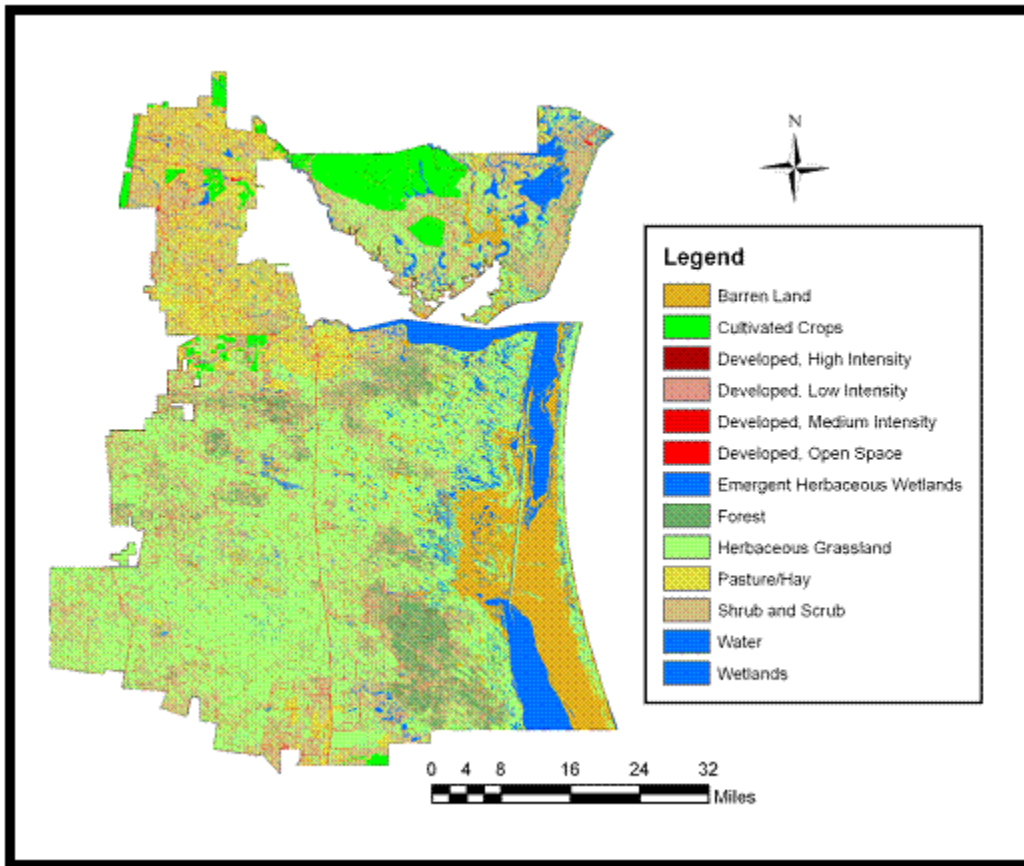 N
Legend
Barren Land
Cultivated Crops
Developed, High Intensity
Developed, Low Intensity
Developed, Medium Intensity
Developed, Open Space
Emergent Herbaceous Wetlands
Forest
Herbaceous Grassland
Pasture/Hay
Shrub and Scrub
Water
Wetlands
0 4 8 16 24 32
Miles